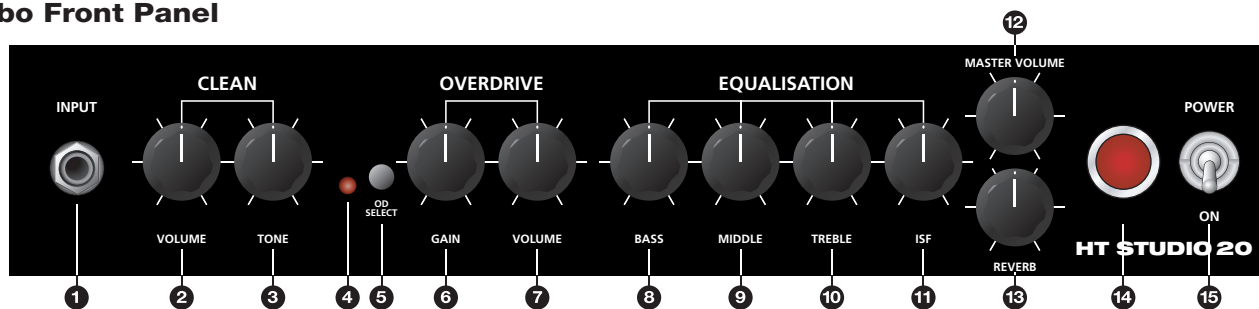 bo Front Panel
12
MASTER VOLUME
CLEAN OVERDRIVE EQUALISATION
INPUT POWER
OD
SELECT
ON
VOLUME TONE GAIN VOLUME BASS MIDDLE TREBLE ISF
HT STUDIO 20
REVERB
1 2 3 4 5 6 7 8 9 10 11 13 14 15